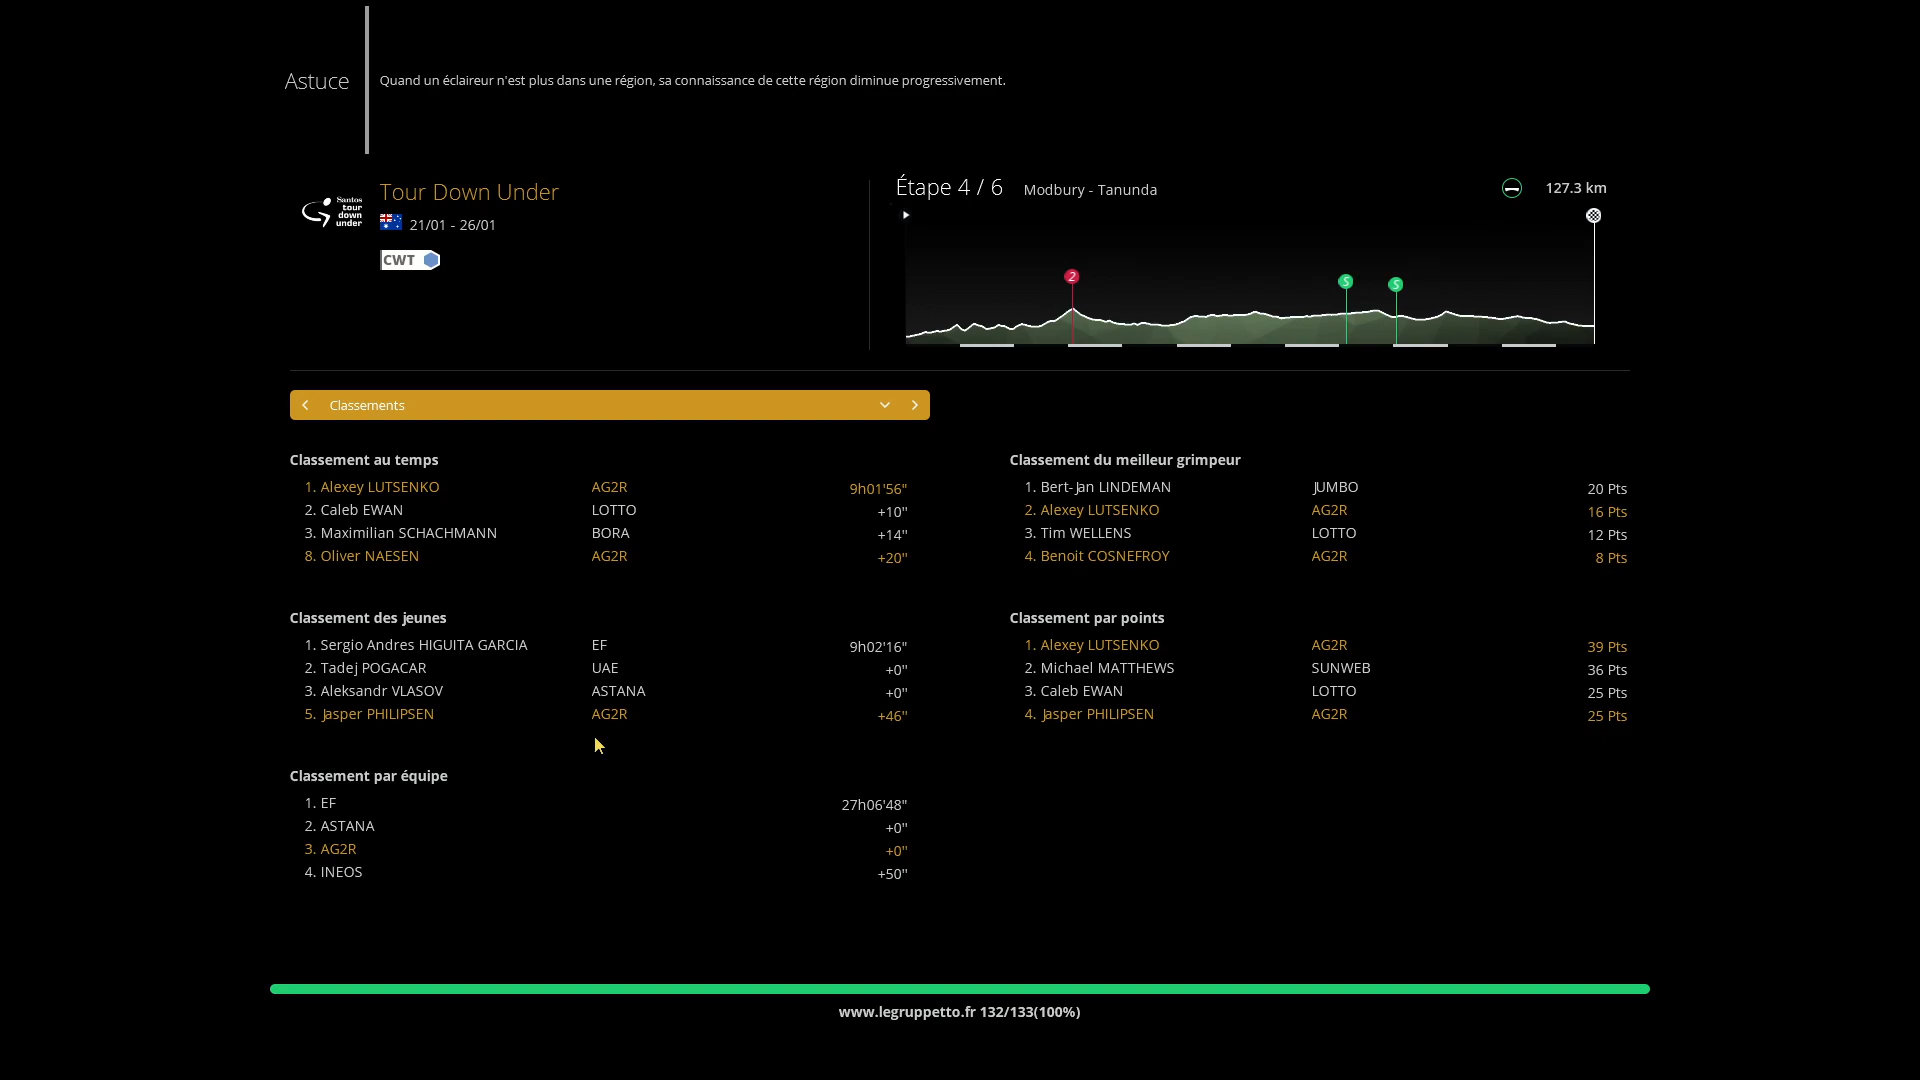 Astuce
Quand un éclaireur n'est plus dans une région, sa connaissance de cette région diminue progressivement.
Santos
tour
down
under
Tour Down Under
21/01 - 26/01
CWT
Étape 4 / 6 Modbury - Tanunda 127.3 km
2
S
S
Classements
Classement au temps
1. Alexey LUTSENKO AG2R 9h01'56"
2. Caleb EWAN LOTTO +10"
3. Maximilian SCHACHMANN BORA +14"
8. Oliver NAESEN AG2R +20"
Classement du meilleur grimpeur
1. Bert-Jan LINDEMAN JUMBO 20 Pts
2. Alexey LUTSENKO AG2R 16 Pts
3. Tim WELLENS LOTTO 12 Pts
4. Benoit COSNEFROY AG2R 8 Pts
Classement des jeunes
1. Sergio Andres HIGUITA GARCIA EF 9h02'16"
2. Tadej POGACAR UAE +0"
3. Aleksandr VLASOV ASTANA +0"
5. Jasper PHILIPSEN AG2R +46"
Classement par points
1. Alexey LUTSENKO AG2R 39 Pts
2. Michael MATTHEWS SUNWEB 36 Pts
3. Caleb EWAN LOTTO 25 Pts
4. Jasper PHILIPSEN AG2R 25 Pts
Classement par équipe
1. EF 27h06'48"
2. ASTANA +0"
3. AG2R +0"
4. INEOS +50"
www.legruppetto.fr 132/133(100%)